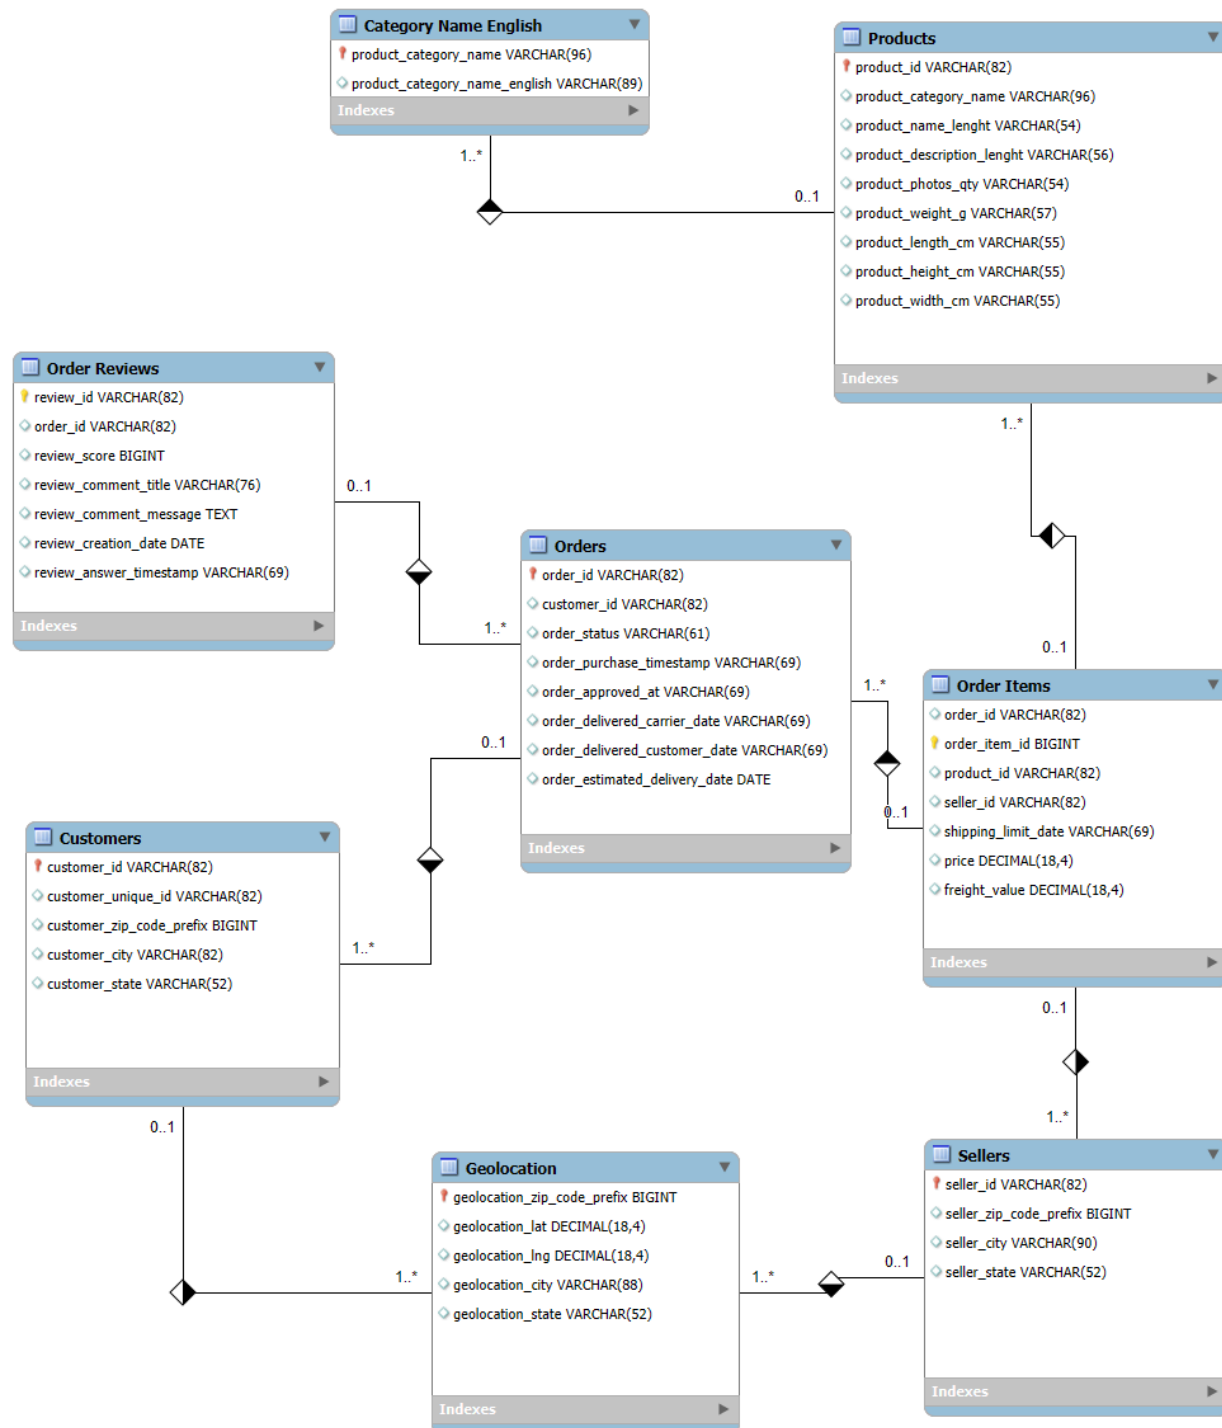 Category Name English
product_category_name VARCHAR(96)
product_category_name_english VARCHAR(89)
Indexes
1..*
0..1
Products
product_id VARCHAR(82)
product_category_name VARCHAR(96)
product_name_lenght VARCHAR(54)
product_description_lenght VARCHAR(56)
product_photos_qty VARCHAR(54)
product_weight_g VARCHAR(57)
product_length_cm VARCHAR(55)
product_height_cm VARCHAR(55)
product_width_cm VARCHAR(55)
Indexes
1..*
0..1
Order Reviews
review_id VARCHAR(82)
order_id VARCHAR(82)
review_score BIGINT
review_comment_title VARCHAR(76)
review_comment_message TEXT
review_creation_date DATE
review_answer_timestamp VARCHAR(69)
Indexes
0..1
1..*
Orders
order_id VARCHAR(82)
customer_id VARCHAR(82)
order_status VARCHAR(61)
order_purchase_timestamp VARCHAR(69)
order_approved_at VARCHAR(69)
order_delivered_carrier_date VARCHAR(69)
order_delivered_customer_date VARCHAR(69)
order_estimated_delivery_date DATE
Indexes
1..*
0..1
Order Items
order_id VARCHAR(82)
order_item_id BIGINT
product_id VARCHAR(82)
seller_id VARCHAR(82)
shipping_limit_date VARCHAR(69)
price DECIMAL(18,4)
freight_value DECIMAL(18,4)
Indexes
0..1
1..*
0..1
1..*
Customers
customer_id VARCHAR(82)
customer_unique_id VARCHAR(82)
customer_zip_code_prefix BIGINT
customer_city VARCHAR(82)
customer_state VARCHAR(52)
Indexes
0..1
1..*
Geolocation
geolocation_zip_code_prefix BIGINT
geolocation_lat DECIMAL(18,4)
geolocation_lng DECIMAL(18,4)
geolocation_city VARCHAR(88)
geolocation_state VARCHAR(52)
Indexes
1..*
0..1
Sellers
seller_id VARCHAR(82)
seller_zip_code_prefix BIGINT
seller_city VARCHAR(90)
seller_state VARCHAR(52)
Indexes